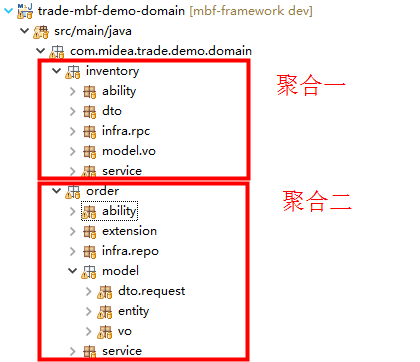 trade-mbf-demo-domain [mbf-framework dev]
src/main/java
com.midea.trade.demo.domain
inventory
聚合一
ability
dto
infra.rpc
model.vo
service
order
聚合二
ability
extension
infra.repo
model
dto.request
entity
vo
service